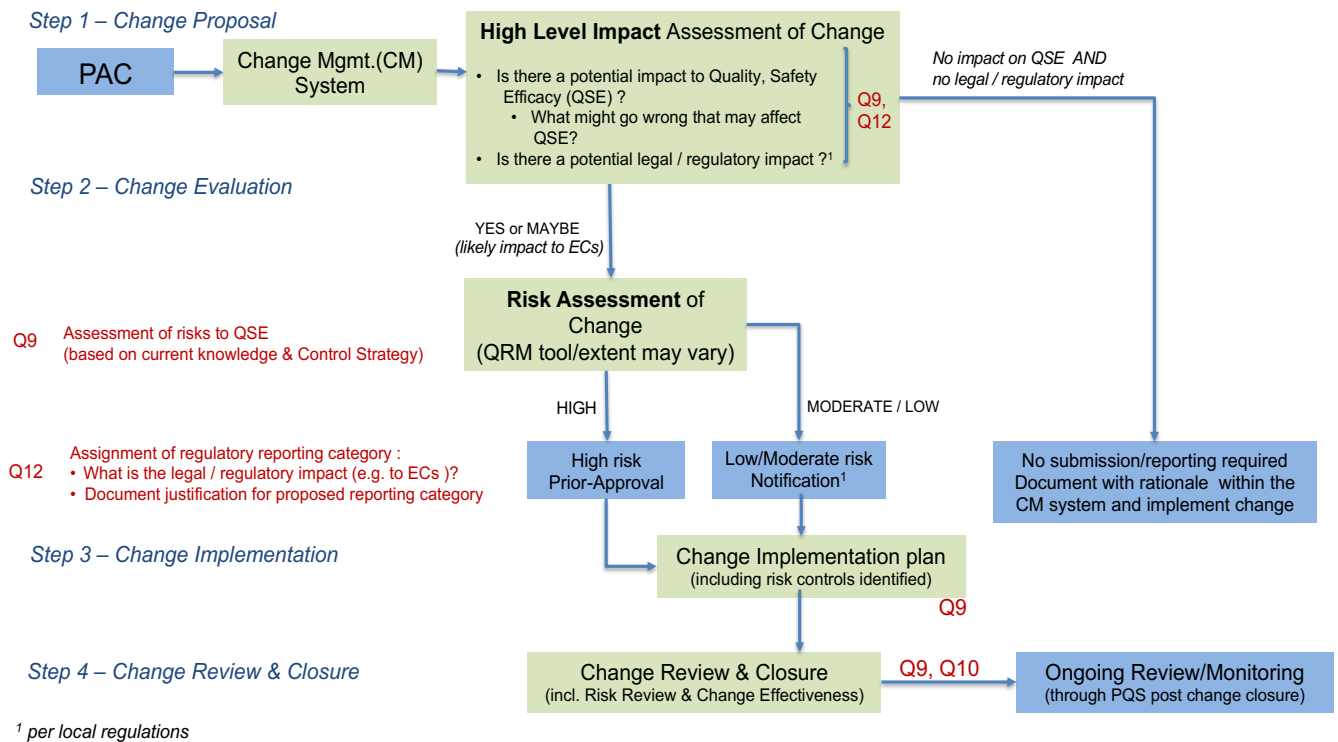 Step 1 – Change Proposal
PAC
Change Mgmt.(CM)
System
High Level Impact Assessment of Change
• Is there a potential impact to Quality, Safety
Efficacy (QSE) ?
• What might go wrong that may affect
QSE?
• Is there a potential legal / regulatory impact ?1
Q9,
Q12
No impact on QSE AND
no legal / regulatory impact
Step 2 – Change Evaluation
YES or MAYBE
(likely impact to ECs)
Risk Assessment of
Change
(QRM tool/extent may vary)
Q9
Assessment of risks to QSE
(based on current knowledge & Control Strategy)
HIGH
MODERATE / LOW
Q12
Assignment of regulatory reporting category :
• What is the legal / regulatory impact (e.g. to ECs )?
• Document justification for proposed reporting category
High risk
Prior-Approval
Low/Moderate risk
Notification1
No submission/reporting required
Document with rationale within the
CM system and implement change
Step 3 – Change Implementation
Change Implementation plan
(including risk controls identified)
Q9
Step 4 – Change Review & Closure
Change Review & Closure
(incl. Risk Review & Change Effectiveness)
Q9, Q10
Ongoing Review/Monitoring
(through PQS post change closure)
1 per local regulations